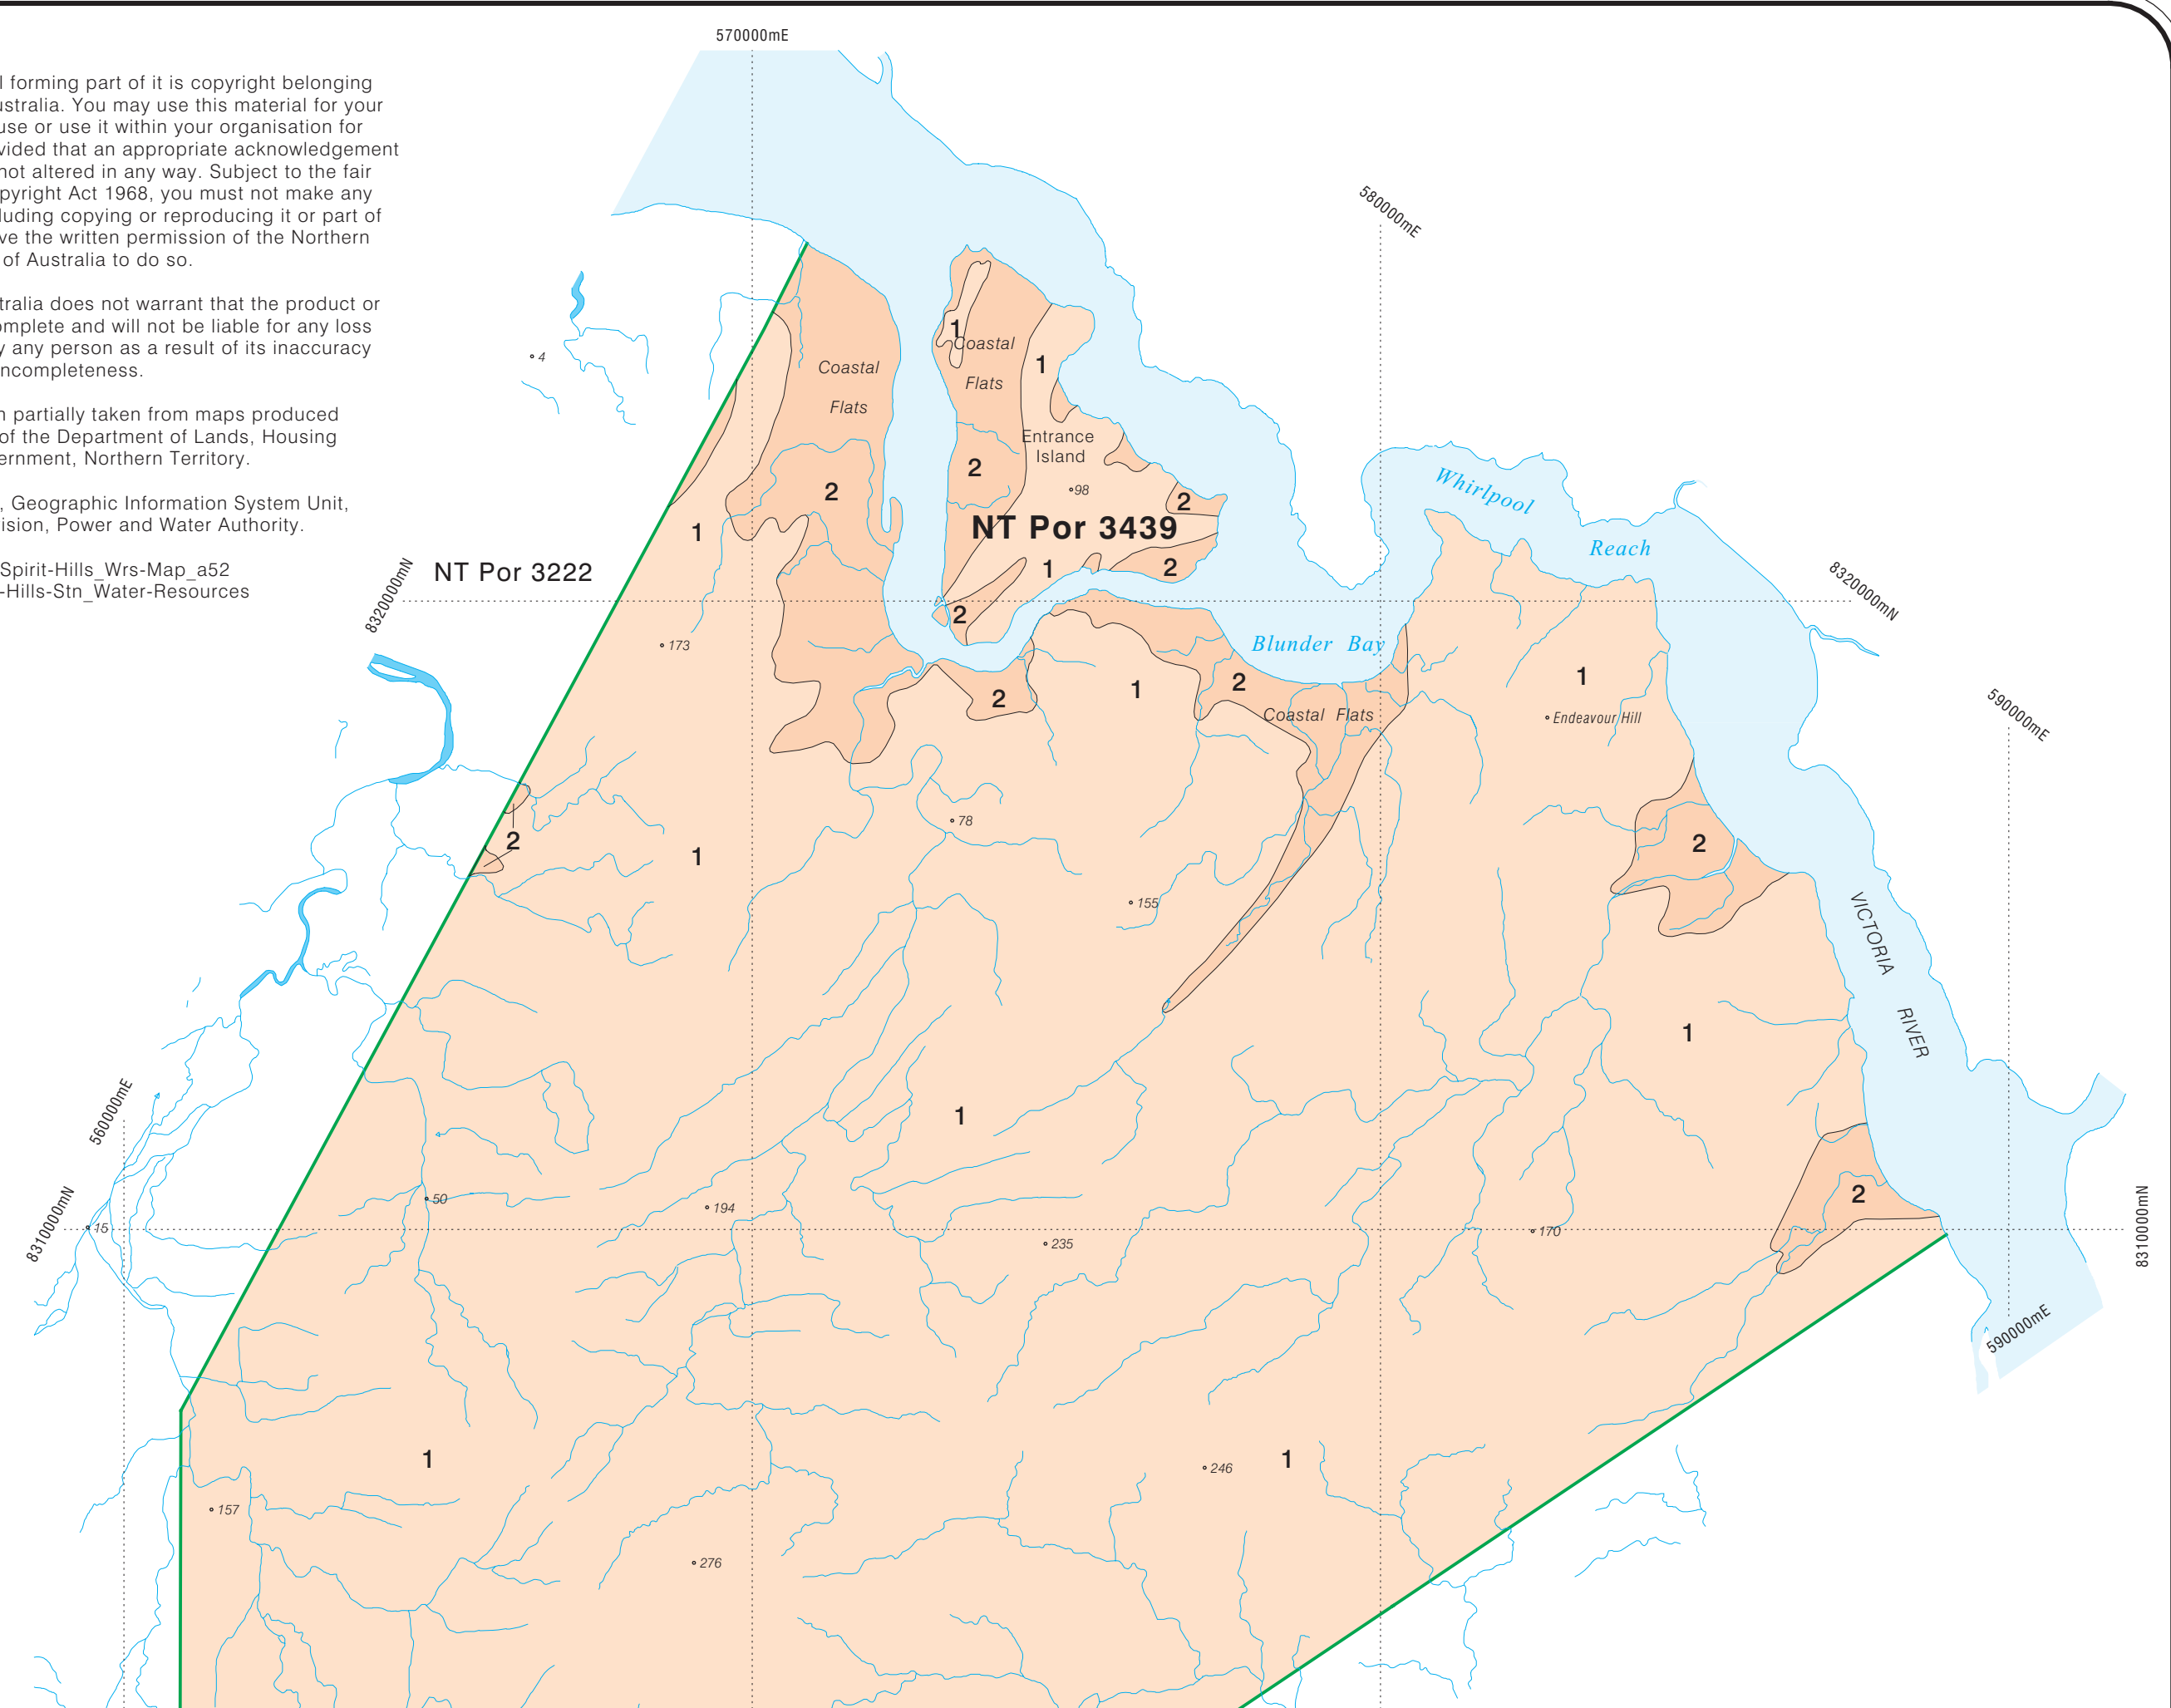 l forming part of it is copyright belonging
ustralia. You may use this material for your
use or use it within your organisation for
vided that an appropriate acknowledgement
not altered in any way. Subject to the fair
pyright Act 1968, you must not make any
luding copying or reproducing it or part of
ve the written permission of the Northern
of Australia to do so.
tralia does not warrant that the product or
omplete and will not be liable for any loss
y any person as a result of its inaccuracy
ncompleteness.
n partially taken from maps produced
of the Department of Lands, Housing
ernment, Northern Territory.
, Geographic Information System Unit,
ision, Power and Water Authority.
Spirit-Hills_Wrs-Map_a52
-Hills-Stn_Water-Resources
570000mE
580000mE
590000mE
8320000mN
8320000mN
560000mE
8310000mN
8310000mN
590000mE
NT Por 3222
NT Por 3439
4
1
Coastal
Flats
1
Coastal
Flats
1
Entrance
Island
2
2
98
2
1
1
2
2
Whirlpool
Reach
Blunder Bay
173
2
1
2
Coastal Flats
1
Endeavour Hill
2
1
78
155
2
VICTORIA
RIVER
1
1
2
50
194
15
235
170
1
246
1
157
276